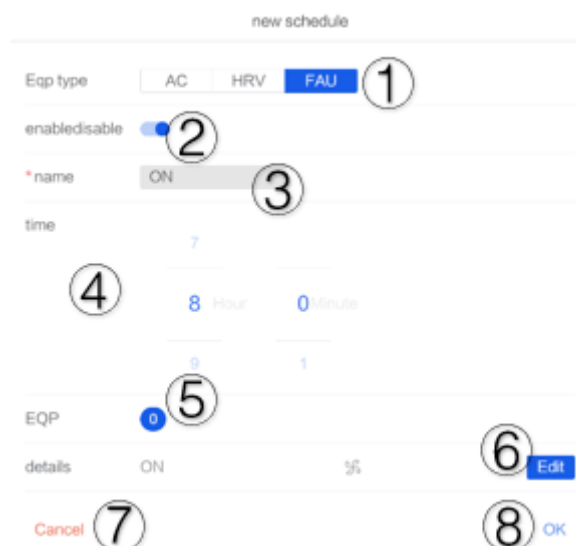 new schedule
Eqp type AC HRV FAU ①
enabledisable ②
*name ON ③
time
7
④ 8 Hour 0 Minute
9 1
EQP 0 ⑤
details ON ⑥ Edit
Cancel ⑦ ⑧ OK